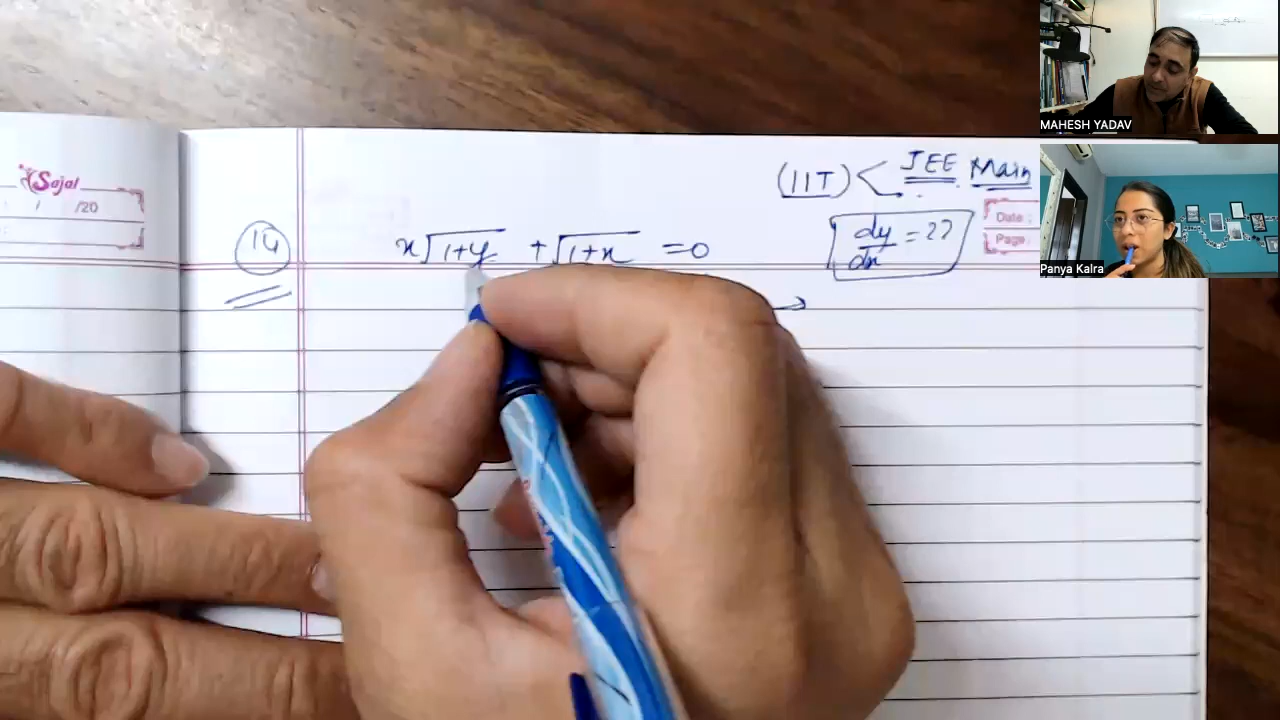 MAHESH YADAV
Panya Kalra
Sajal
/ /20
(IIT) < JEE Main
Date :
Page:
14
x√1+y + √1+x = 0
dy/dx = ??